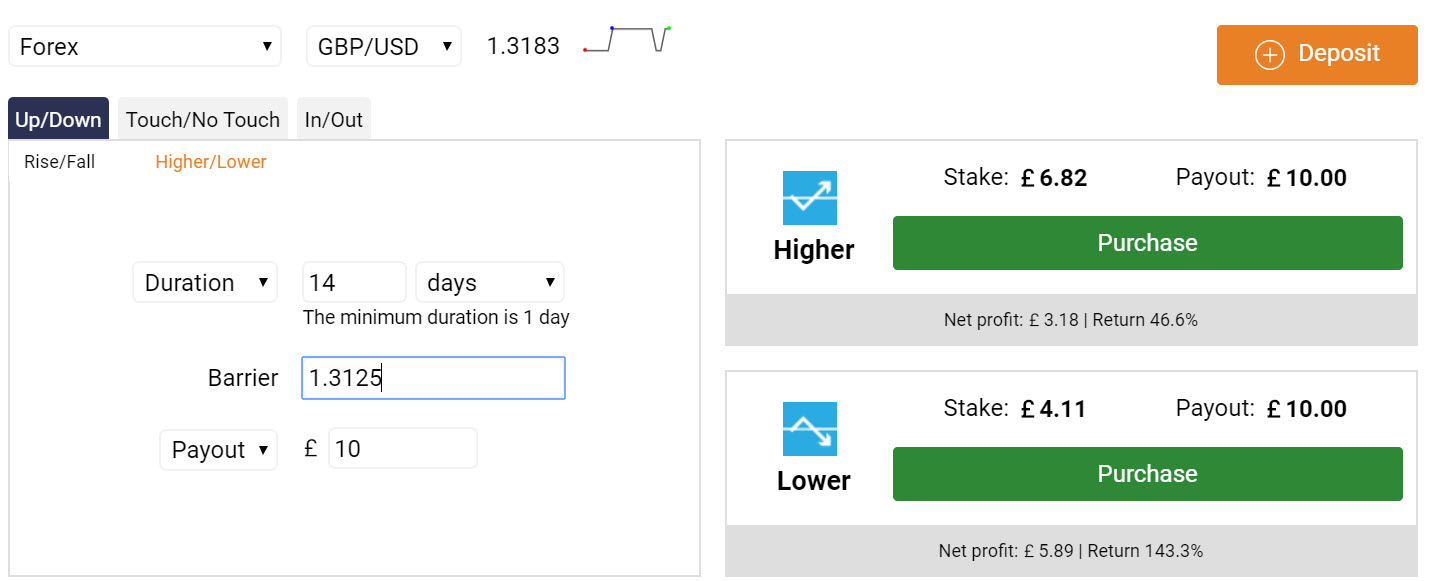 Forex ▼ GBP/USD ▼ 1.3183
Deposit
Up/Down Touch/No Touch In/Out
Rise/Fall Higher/Lower
Duration ▼ 14 days ▼
The minimum duration is 1 day
Barrier 1.3125
Payout ▼ £ 10
Stake: £ 6.82 Payout: £ 10.00
Higher
Purchase
Net profit: £ 3.18 | Return 46.6%
Stake: £ 4.11 Payout: £ 10.00
Lower
Purchase
Net profit: £ 5.89 | Return 143.3%